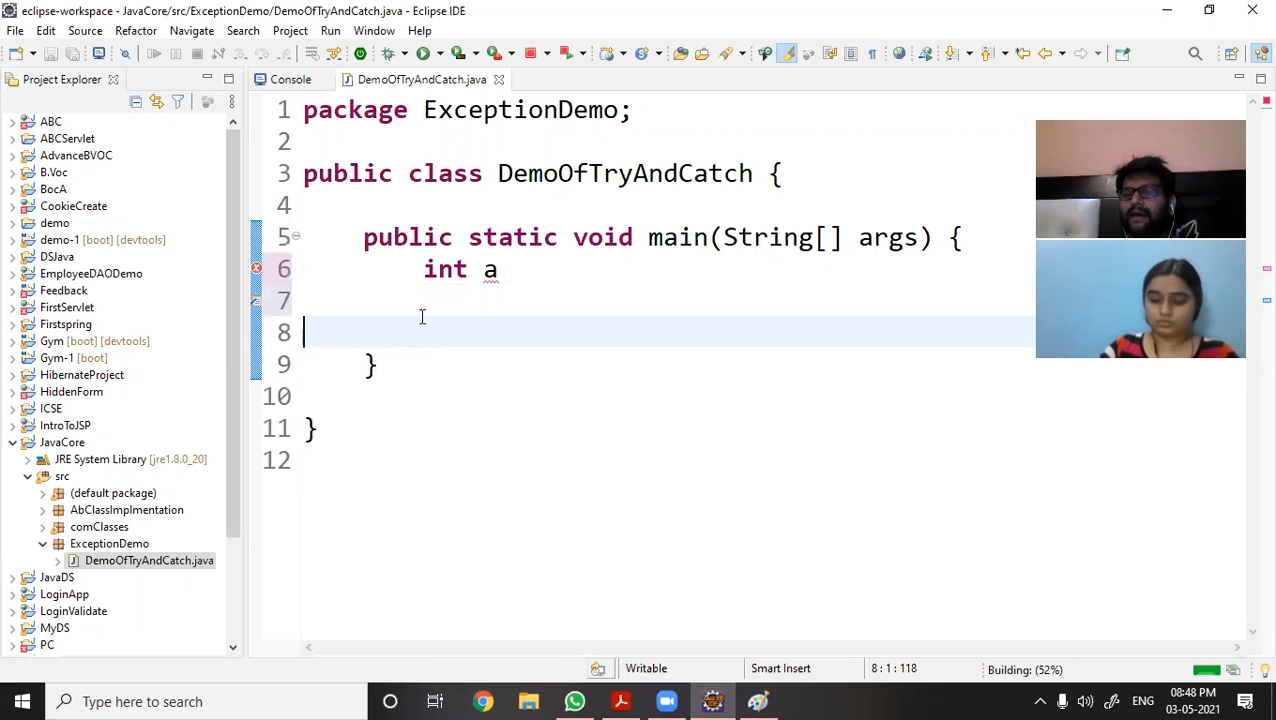 eclipse-workspace - JavaCore/src/ExceptionDemo/DemoOfTryAndCatch.java - Eclipse IDE
File Edit Source Refactor Navigate Search Project Run Window Help
Project Explorer
Console
DemoOfTryAndCatch.java
ABC
ABCServlet
AdvanceBVOC
B.Voc
BocA
CookieCreate
demo
demo-1 [boot] [devtools]
DSJava
EmployeeDAODemo
Feedback
FirstServlet
Firstspring
Gym [boot] [devtools]
Gym-1 [boot]
HibernateProject
HiddenForm
ICSE
IntroToJSP
JavaCore
JRE System Library [jre1.8.0_20]
src
(default package)
AbClassImplmentation
comClasses
ExceptionDemo
DemoOfTryAndCatch.java
JavaDS
LoginApp
LoginValidate
MyDS
PC
1 package ExceptionDemo;
2
3 public class DemoOfTryAndCatch {
4
5 public static void main(String[] args) {
6 int a
7
8
9 }
10
11 }
12
Writable
Smart Insert
8 : 1 : 118
Building: (52%)
Type here to search
ENG
08:48 PM
03-05-2021